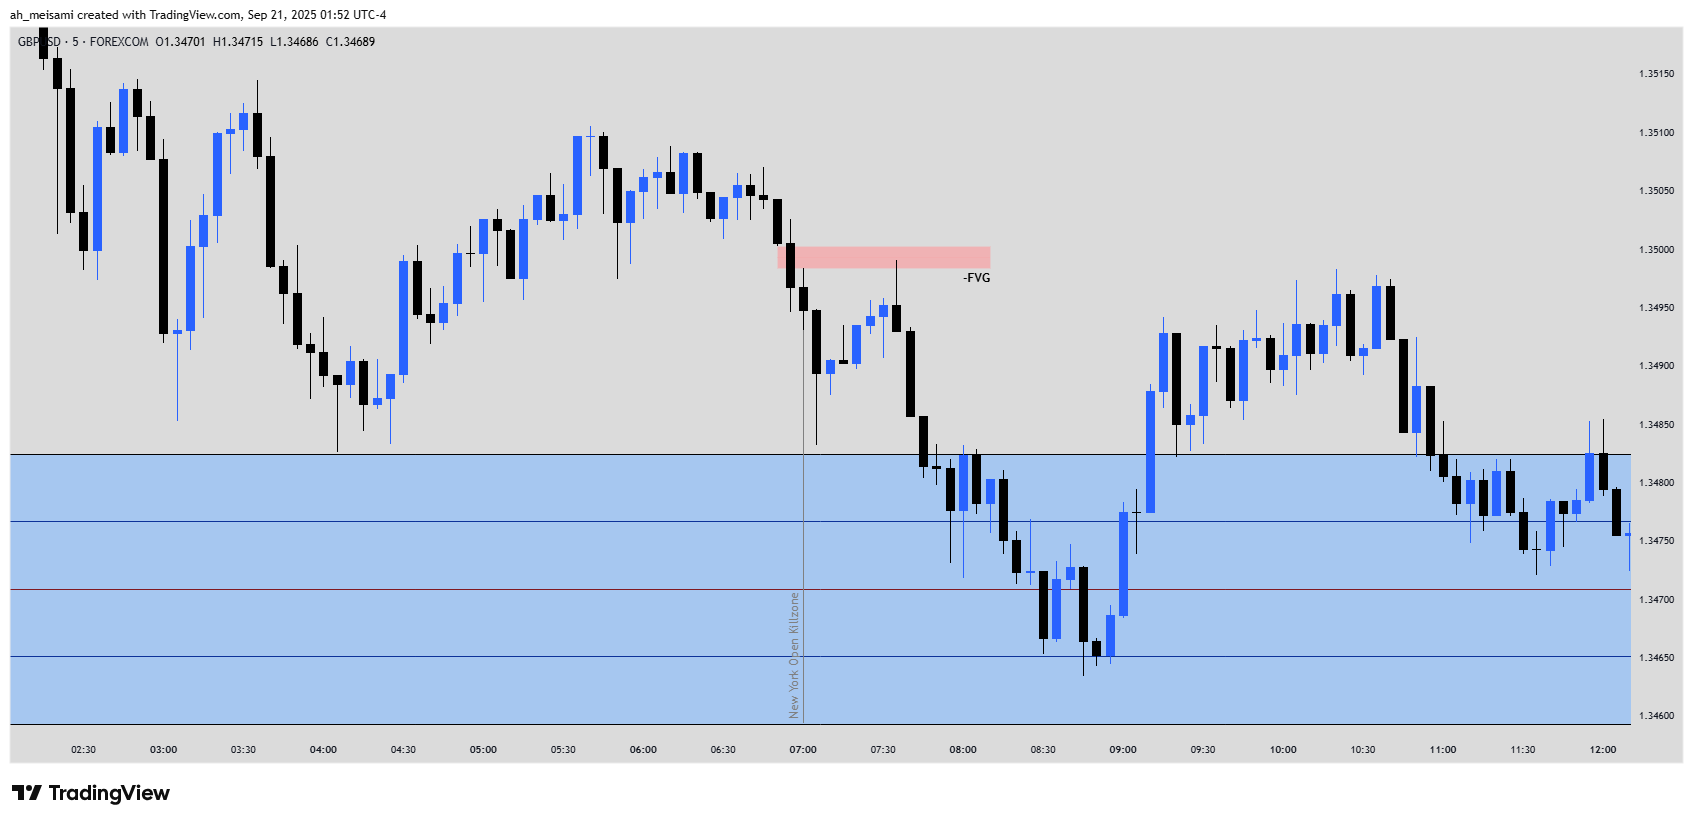 ah_meisami created with TradingView.com, Sep 21, 2025 01:52 UTC-4
GBPUSD · 5 · FOREXCOM O1.34701 H1.34715 L1.34686 C1.34689
1.35150
1.35100
1.35050
1.35000
-FVG
1.34950
1.34900
1.34850
1.34800
1.34750
1.34700
1.34650
1.34600
New York Open Killzone
02:30 03:00 03:30 04:00 04:30 05:00 05:30 06:00 06:30 07:00 07:30 08:00 08:30 09:00 09:30 10:00 10:30 11:00 11:30 12:00
TradingView